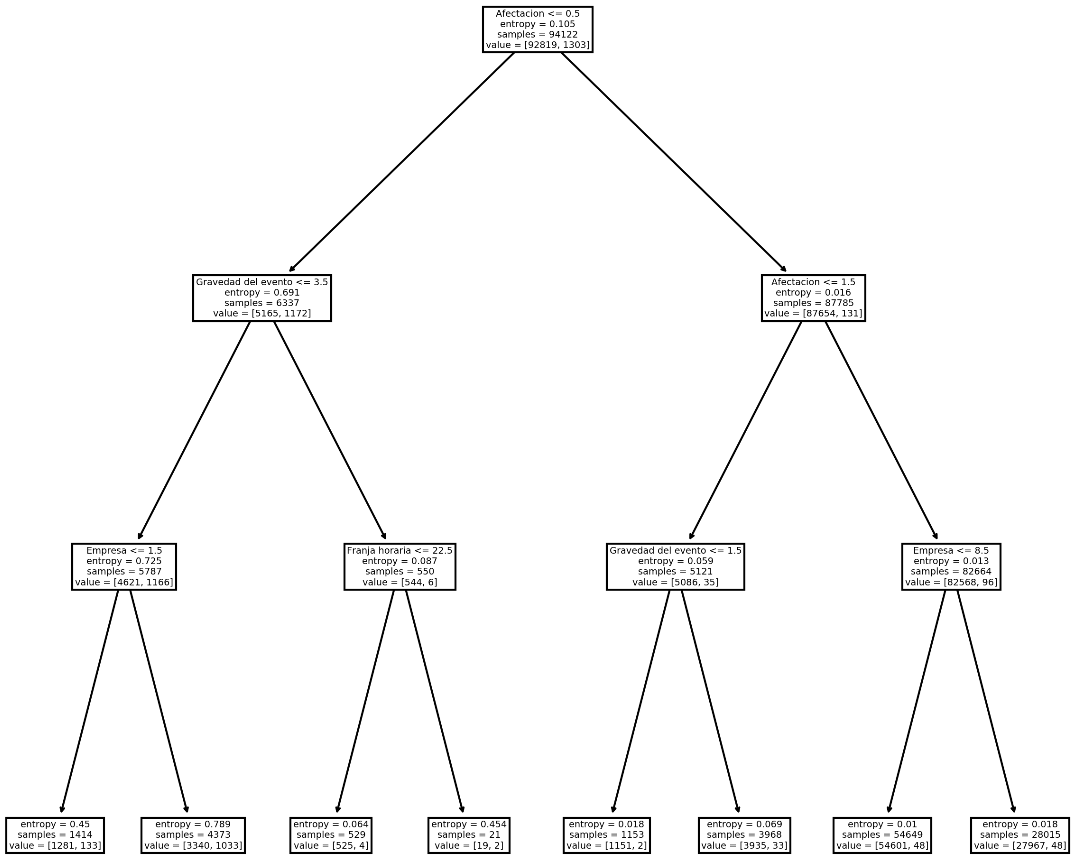 Afectacion <= 0.5
entropy = 0.105
samples = 94122
value = [92819, 1303]
Gravedad del evento <= 3.5
entropy = 0.691
samples = 6337
value = [5165, 1172]
Afectacion <= 1.5
entropy = 0.016
samples = 87785
value = [87654, 131]
Empresa <= 1.5
entropy = 0.725
samples = 5787
value = [4621, 1166]
Franja horaria <= 22.5
entropy = 0.087
samples = 550
value = [544, 6]
Gravedad del evento <= 1.5
entropy = 0.059
samples = 5121
value = [5086, 35]
Empresa <= 8.5
entropy = 0.013
samples = 82664
value = [82568, 96]
entropy = 0.45
samples = 1414
value = [1281, 133]
entropy = 0.789
samples = 4373
value = [3340, 1033]
entropy = 0.064
samples = 529
value = [525, 4]
entropy = 0.454
samples = 21
value = [19, 2]
entropy = 0.018
samples = 1153
value = [1151, 2]
entropy = 0.069
samples = 3968
value = [3935, 33]
entropy = 0.01
samples = 54649
value = [54601, 48]
entropy = 0.018
samples = 28015
value = [27967, 48]